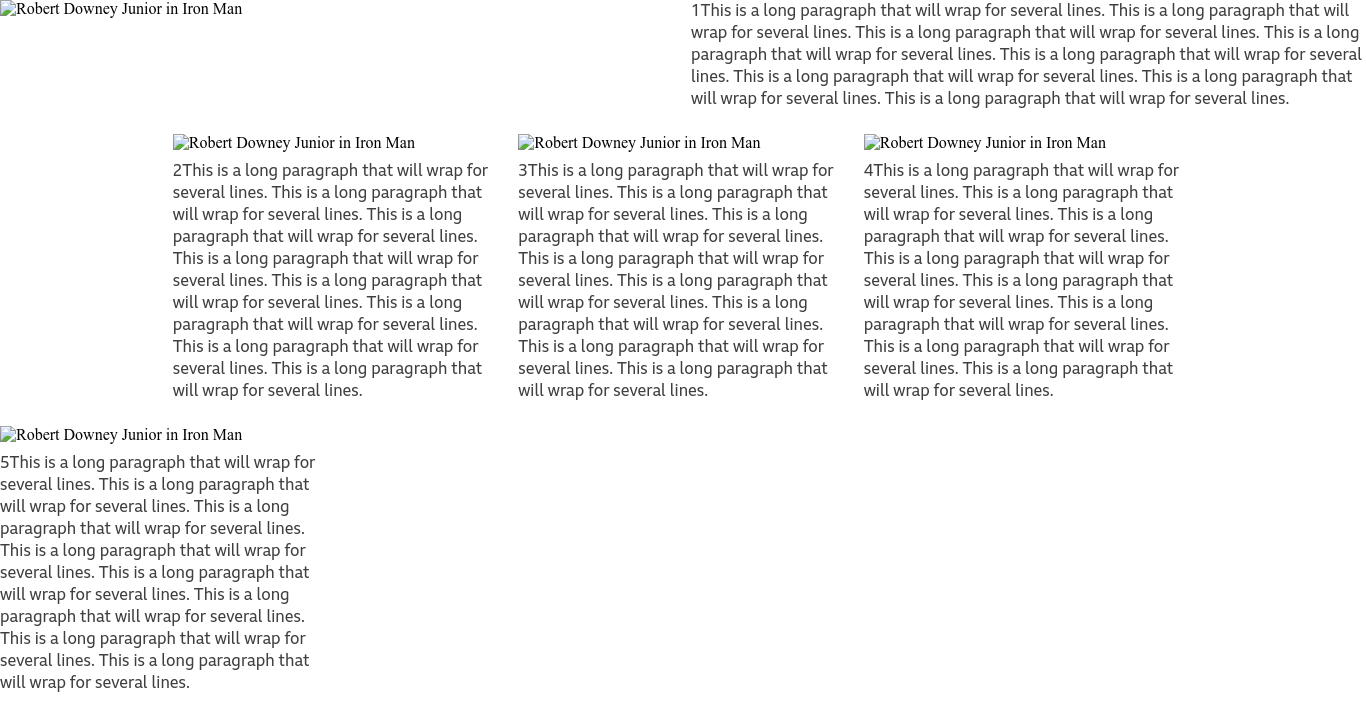 Robert Downey Junior in Iron Man
1This is a long paragraph that will wrap for several lines. This is a long paragraph that will
wrap for several lines. This is a long paragraph that will wrap for several lines. This is a long
paragraph that will wrap for several lines. This is a long paragraph that will wrap for several
lines. This is a long paragraph that will wrap for several lines. This is a long paragraph that
will wrap for several lines. This is a long paragraph that will wrap for several lines.
Robert Downey Junior in Iron Man
2This is a long paragraph that will wrap for
several lines. This is a long paragraph that
will wrap for several lines. This is a long
paragraph that will wrap for several lines.
This is a long paragraph that will wrap for
several lines. This is a long paragraph that
will wrap for several lines. This is a long
paragraph that will wrap for several lines.
This is a long paragraph that will wrap for
several lines. This is a long paragraph that
will wrap for several lines.
Robert Downey Junior in Iron Man
3This is a long paragraph that will wrap for
several lines. This is a long paragraph that
will wrap for several lines. This is a long
paragraph that will wrap for several lines.
This is a long paragraph that will wrap for
several lines. This is a long paragraph that
will wrap for several lines. This is a long
paragraph that will wrap for several lines.
This is a long paragraph that will wrap for
several lines. This is a long paragraph that
will wrap for several lines.
Robert Downey Junior in Iron Man
4This is a long paragraph that will wrap for
several lines. This is a long paragraph that
will wrap for several lines. This is a long
paragraph that will wrap for several lines.
This is a long paragraph that will wrap for
several lines. This is a long paragraph that
will wrap for several lines. This is a long
paragraph that will wrap for several lines.
This is a long paragraph that will wrap for
several lines. This is a long paragraph that
will wrap for several lines.
Robert Downey Junior in Iron Man
5This is a long paragraph that will wrap for
several lines. This is a long paragraph that
will wrap for several lines. This is a long
paragraph that will wrap for several lines.
This is a long paragraph that will wrap for
several lines. This is a long paragraph that
will wrap for several lines. This is a long
paragraph that will wrap for several lines.
This is a long paragraph that will wrap for
several lines. This is a long paragraph that
will wrap for several lines.